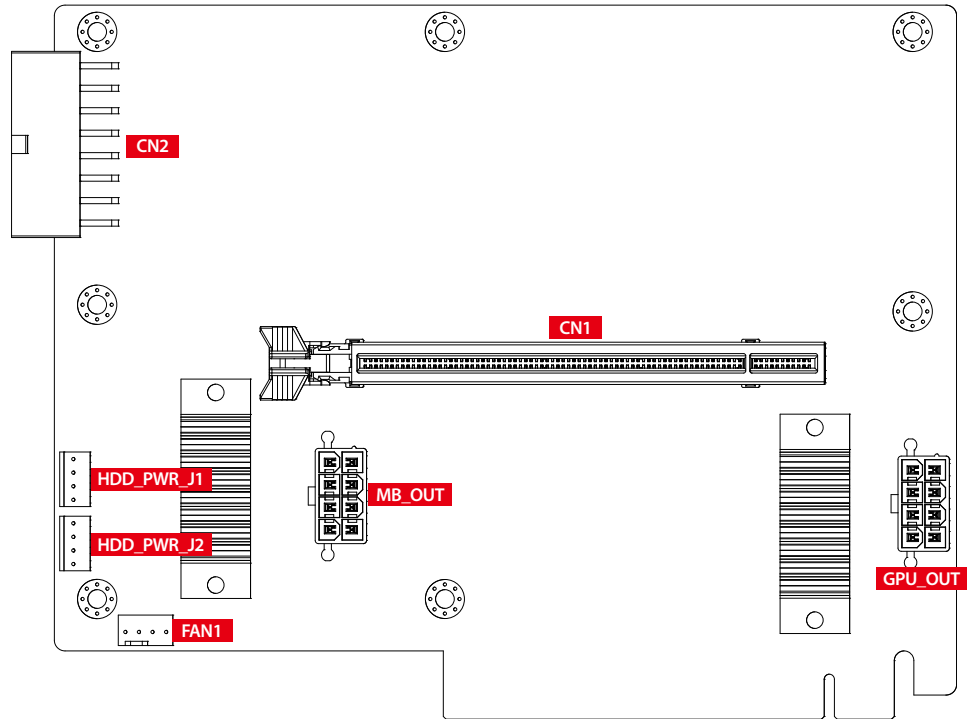 CN2
CN1
HDD_PWR_J1
MB_OUT
HDD_PWR_J2
GPU_OUT
FAN1